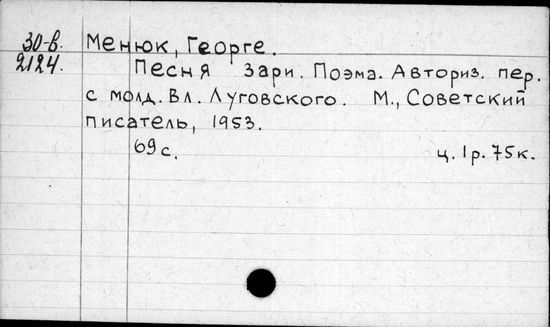 30-в.
2124.
Менюк, Георге.
Песня зари. Поэма. Авториз. пер.
с молд. Вл. Луговского. М., Советский
писатель, 1953.
69 с. ц. 1 р. 75 к.